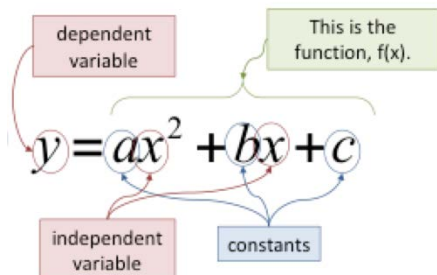 dependent
variable
This is the
function, f(x).
y = ax² + bx + c
independent
variable
constants